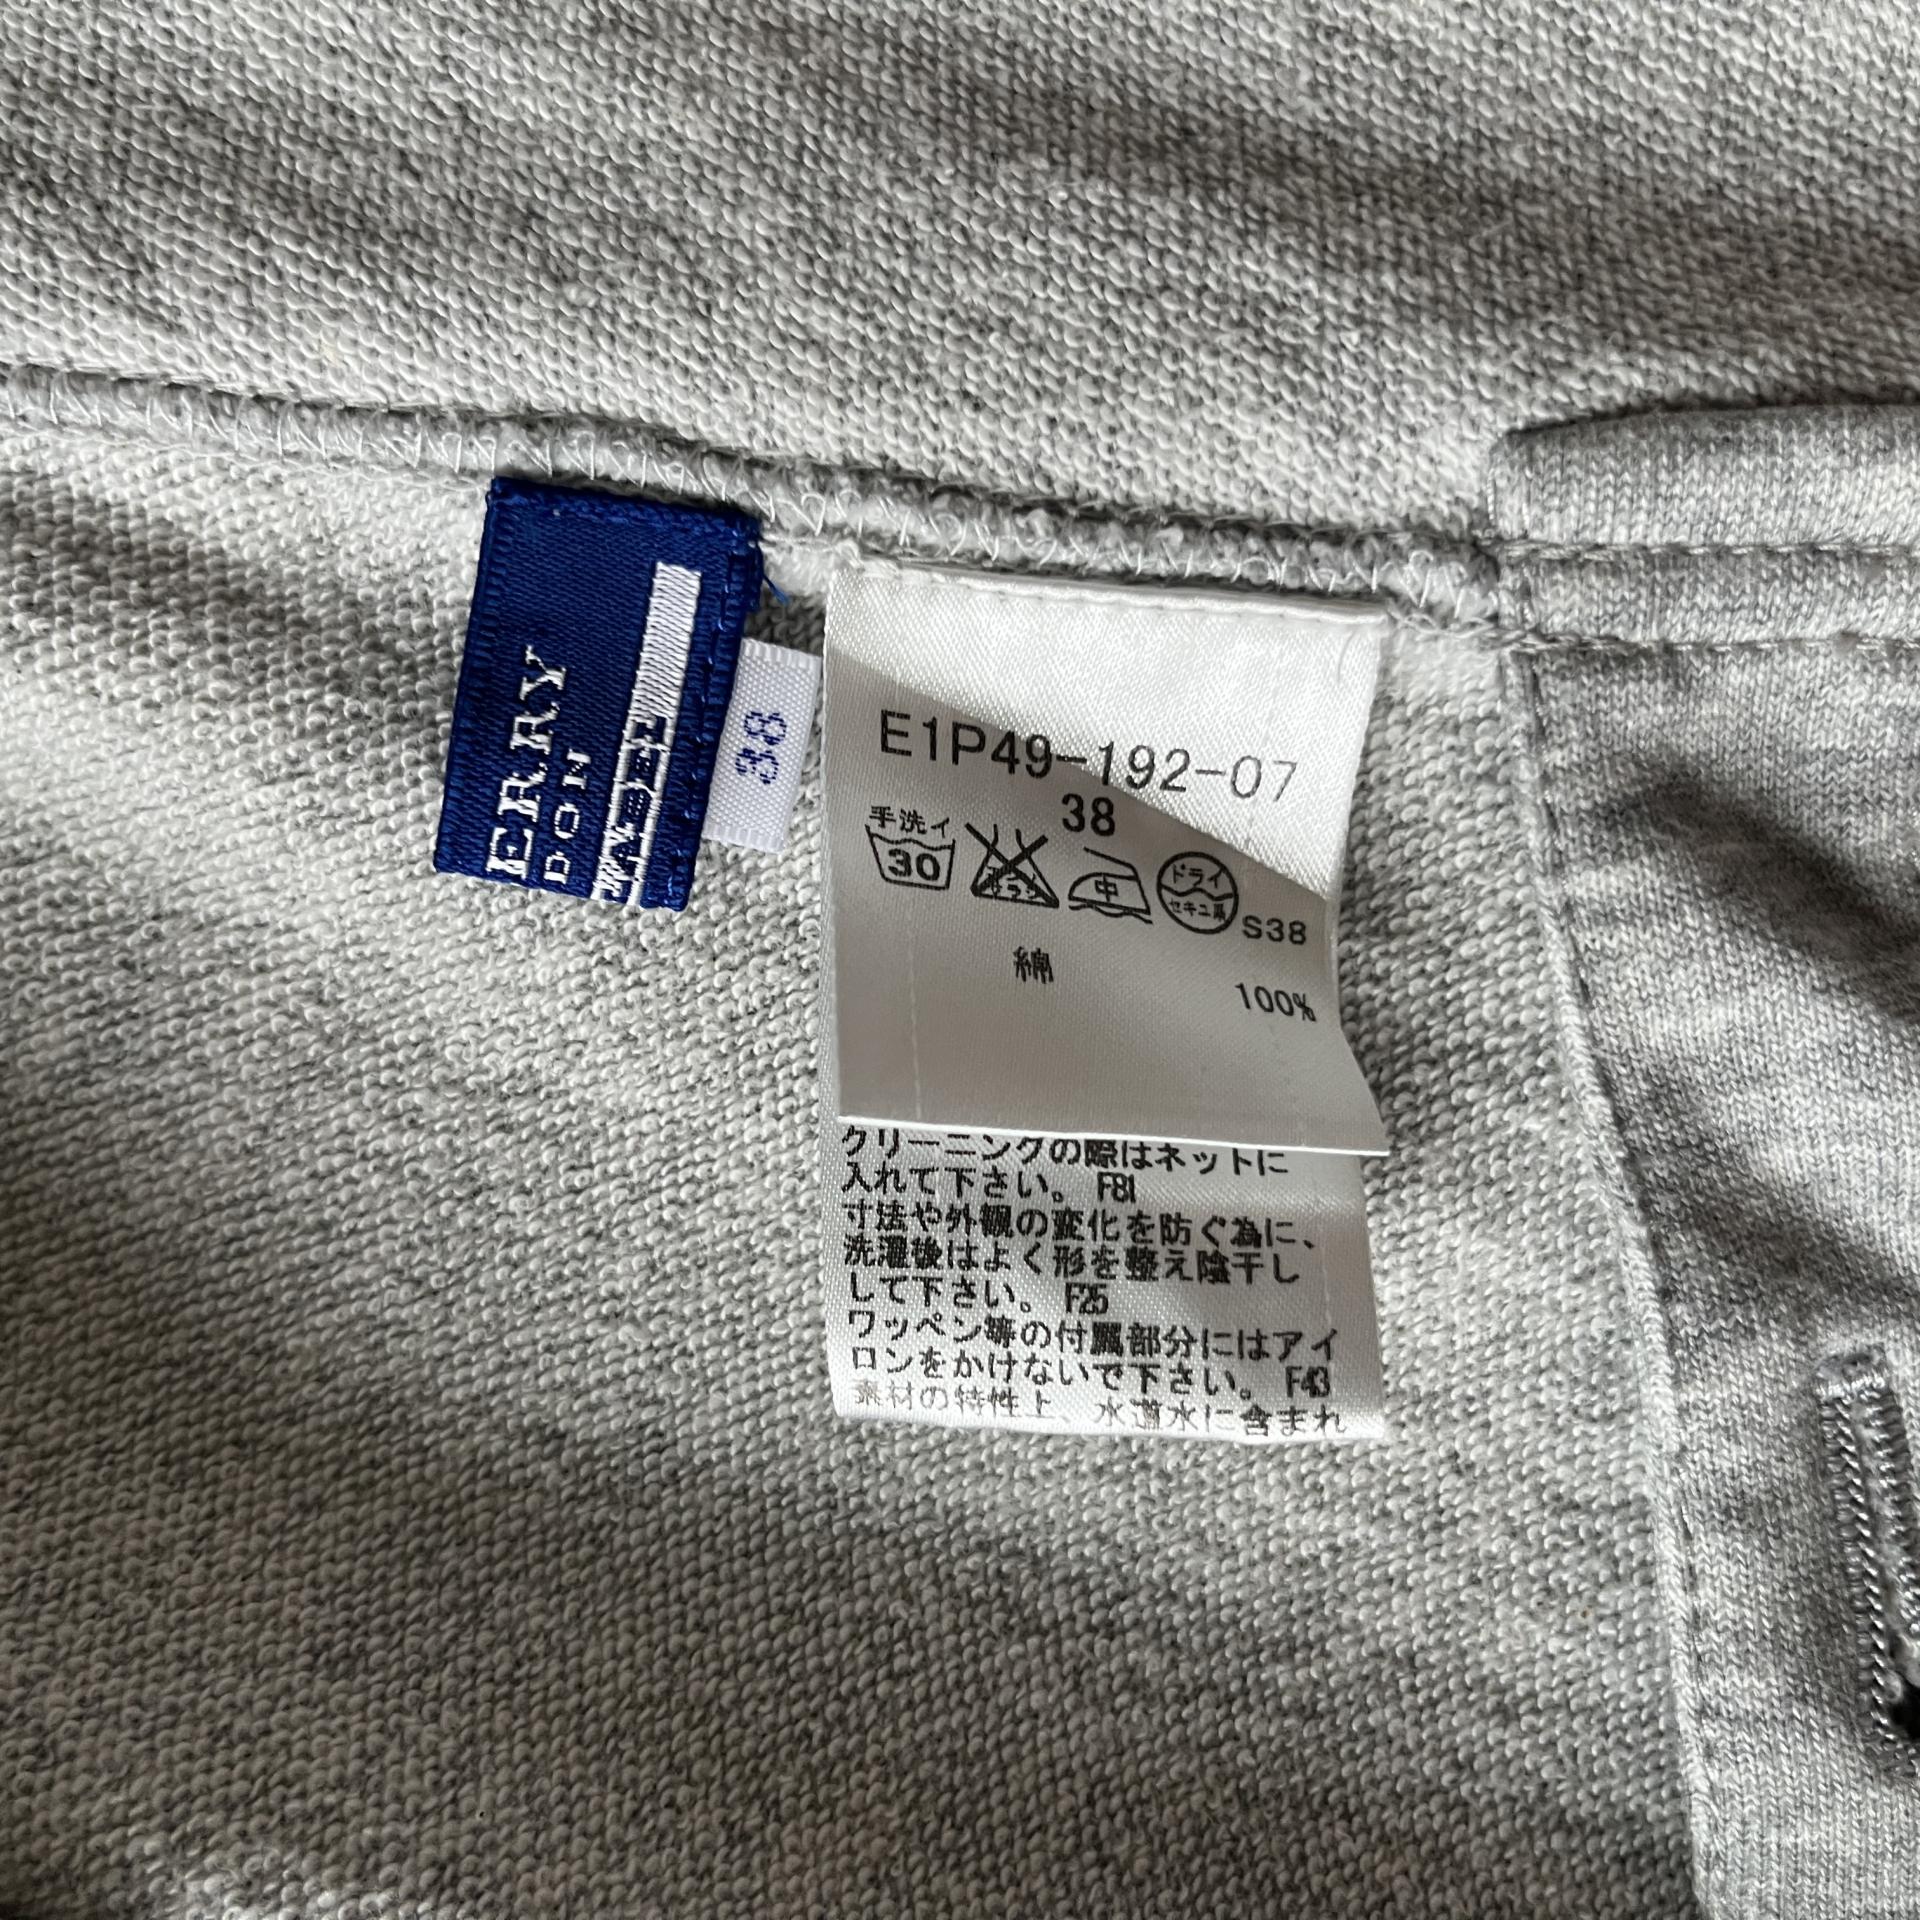 ERRY
DON
38
E1P49-192-07
38
手洗イ
30
中
ドライ
セキユ系
S38
綿
100%
クリーニングの際はネットに
入れて下さい。 F81
寸法や外観の変化を防ぐ為に、
洗濯後はよく形を整え陰干し
して下さい。 F25
ワッペン等の付属部分にはアイ
ロンをかけないで下さい。 F43
素材の特性上、水道水に含まれ